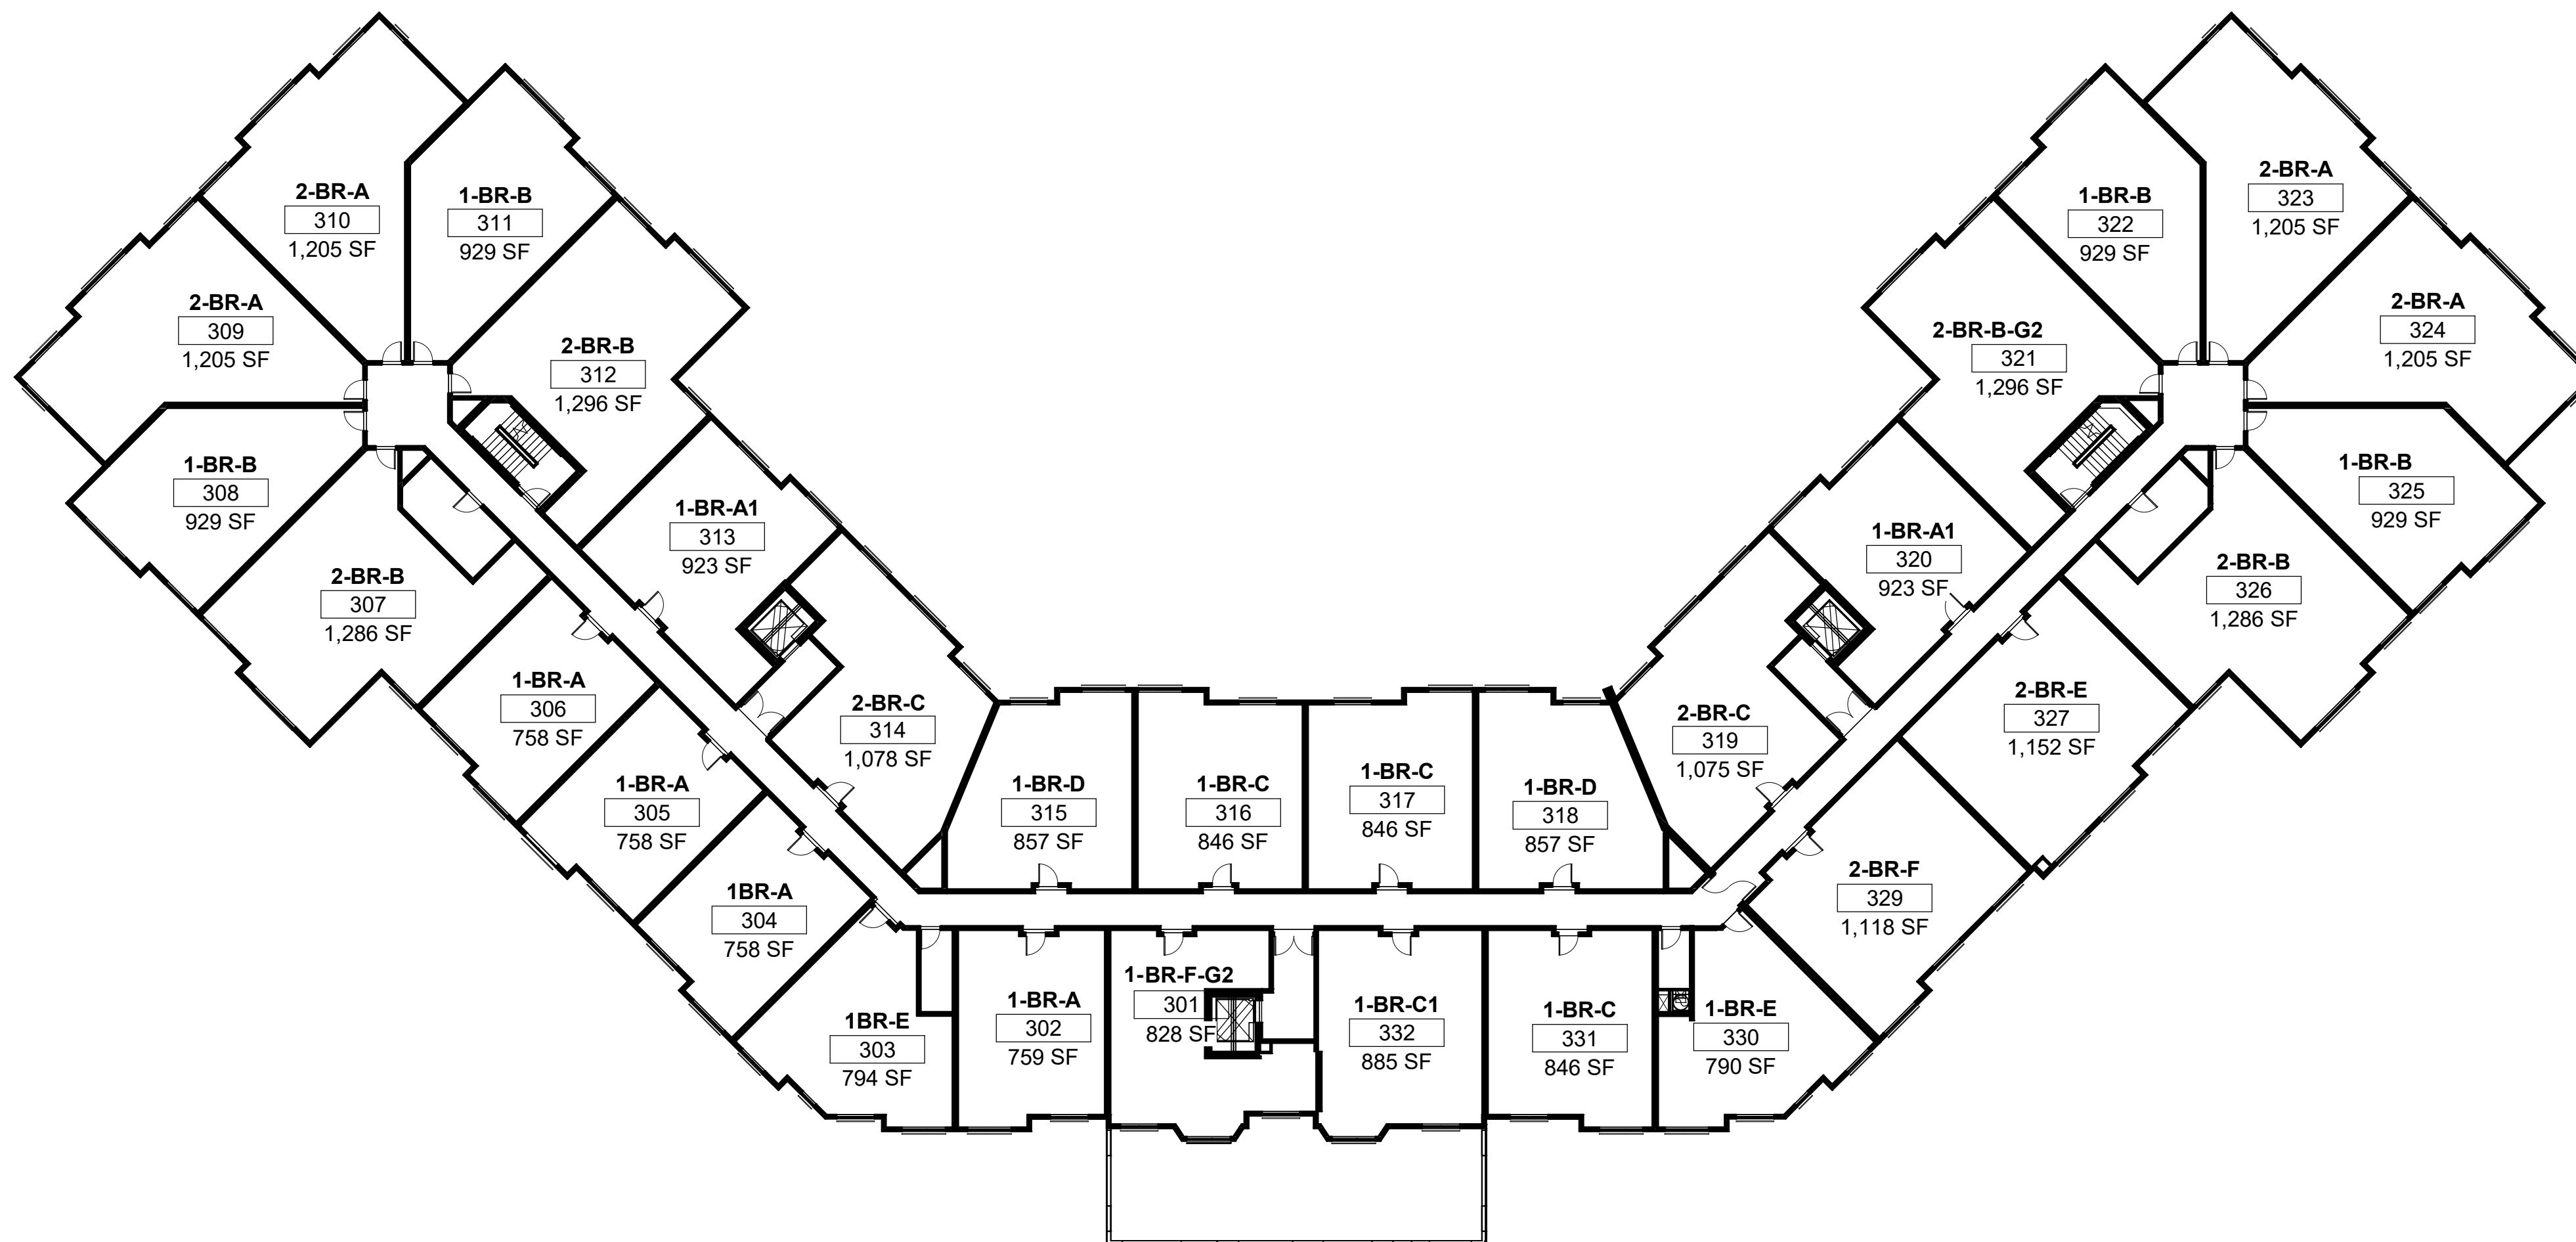 2-BR-A
310
1,205 SF
1-BR-B
311
929 SF
2-BR-A
309
1,205 SF
2-BR-B
312
1,296 SF
1-BR-B
308
929 SF
2-BR-B
307
1,286 SF
1-BR-A1
313
923 SF
1-BR-A
306
758 SF
2-BR-C
314
1,078 SF
1-BR-A
305
758 SF
1BR-A
304
758 SF
1BR-E
303
794 SF
1-BR-A
302
759 SF
1-BR-F-G2
301
828 SF
1-BR-D
315
857 SF
1-BR-C
316
846 SF
1-BR-C
317
846 SF
1-BR-D
318
857 SF
2-BR-C
319
1,075 SF
1-BR-A1
320
923 SF
2-BR-B-G2
321
1,296 SF
1-BR-B
322
929 SF
2-BR-A
323
1,205 SF
2-BR-A
324
1,205 SF
1-BR-B
325
929 SF
2-BR-B
326
1,286 SF
2-BR-E
327
1,152 SF
2-BR-F
329
1,118 SF
1-BR-E
330
790 SF
1-BR-C
331
846 SF
1-BR-C1
332
885 SF